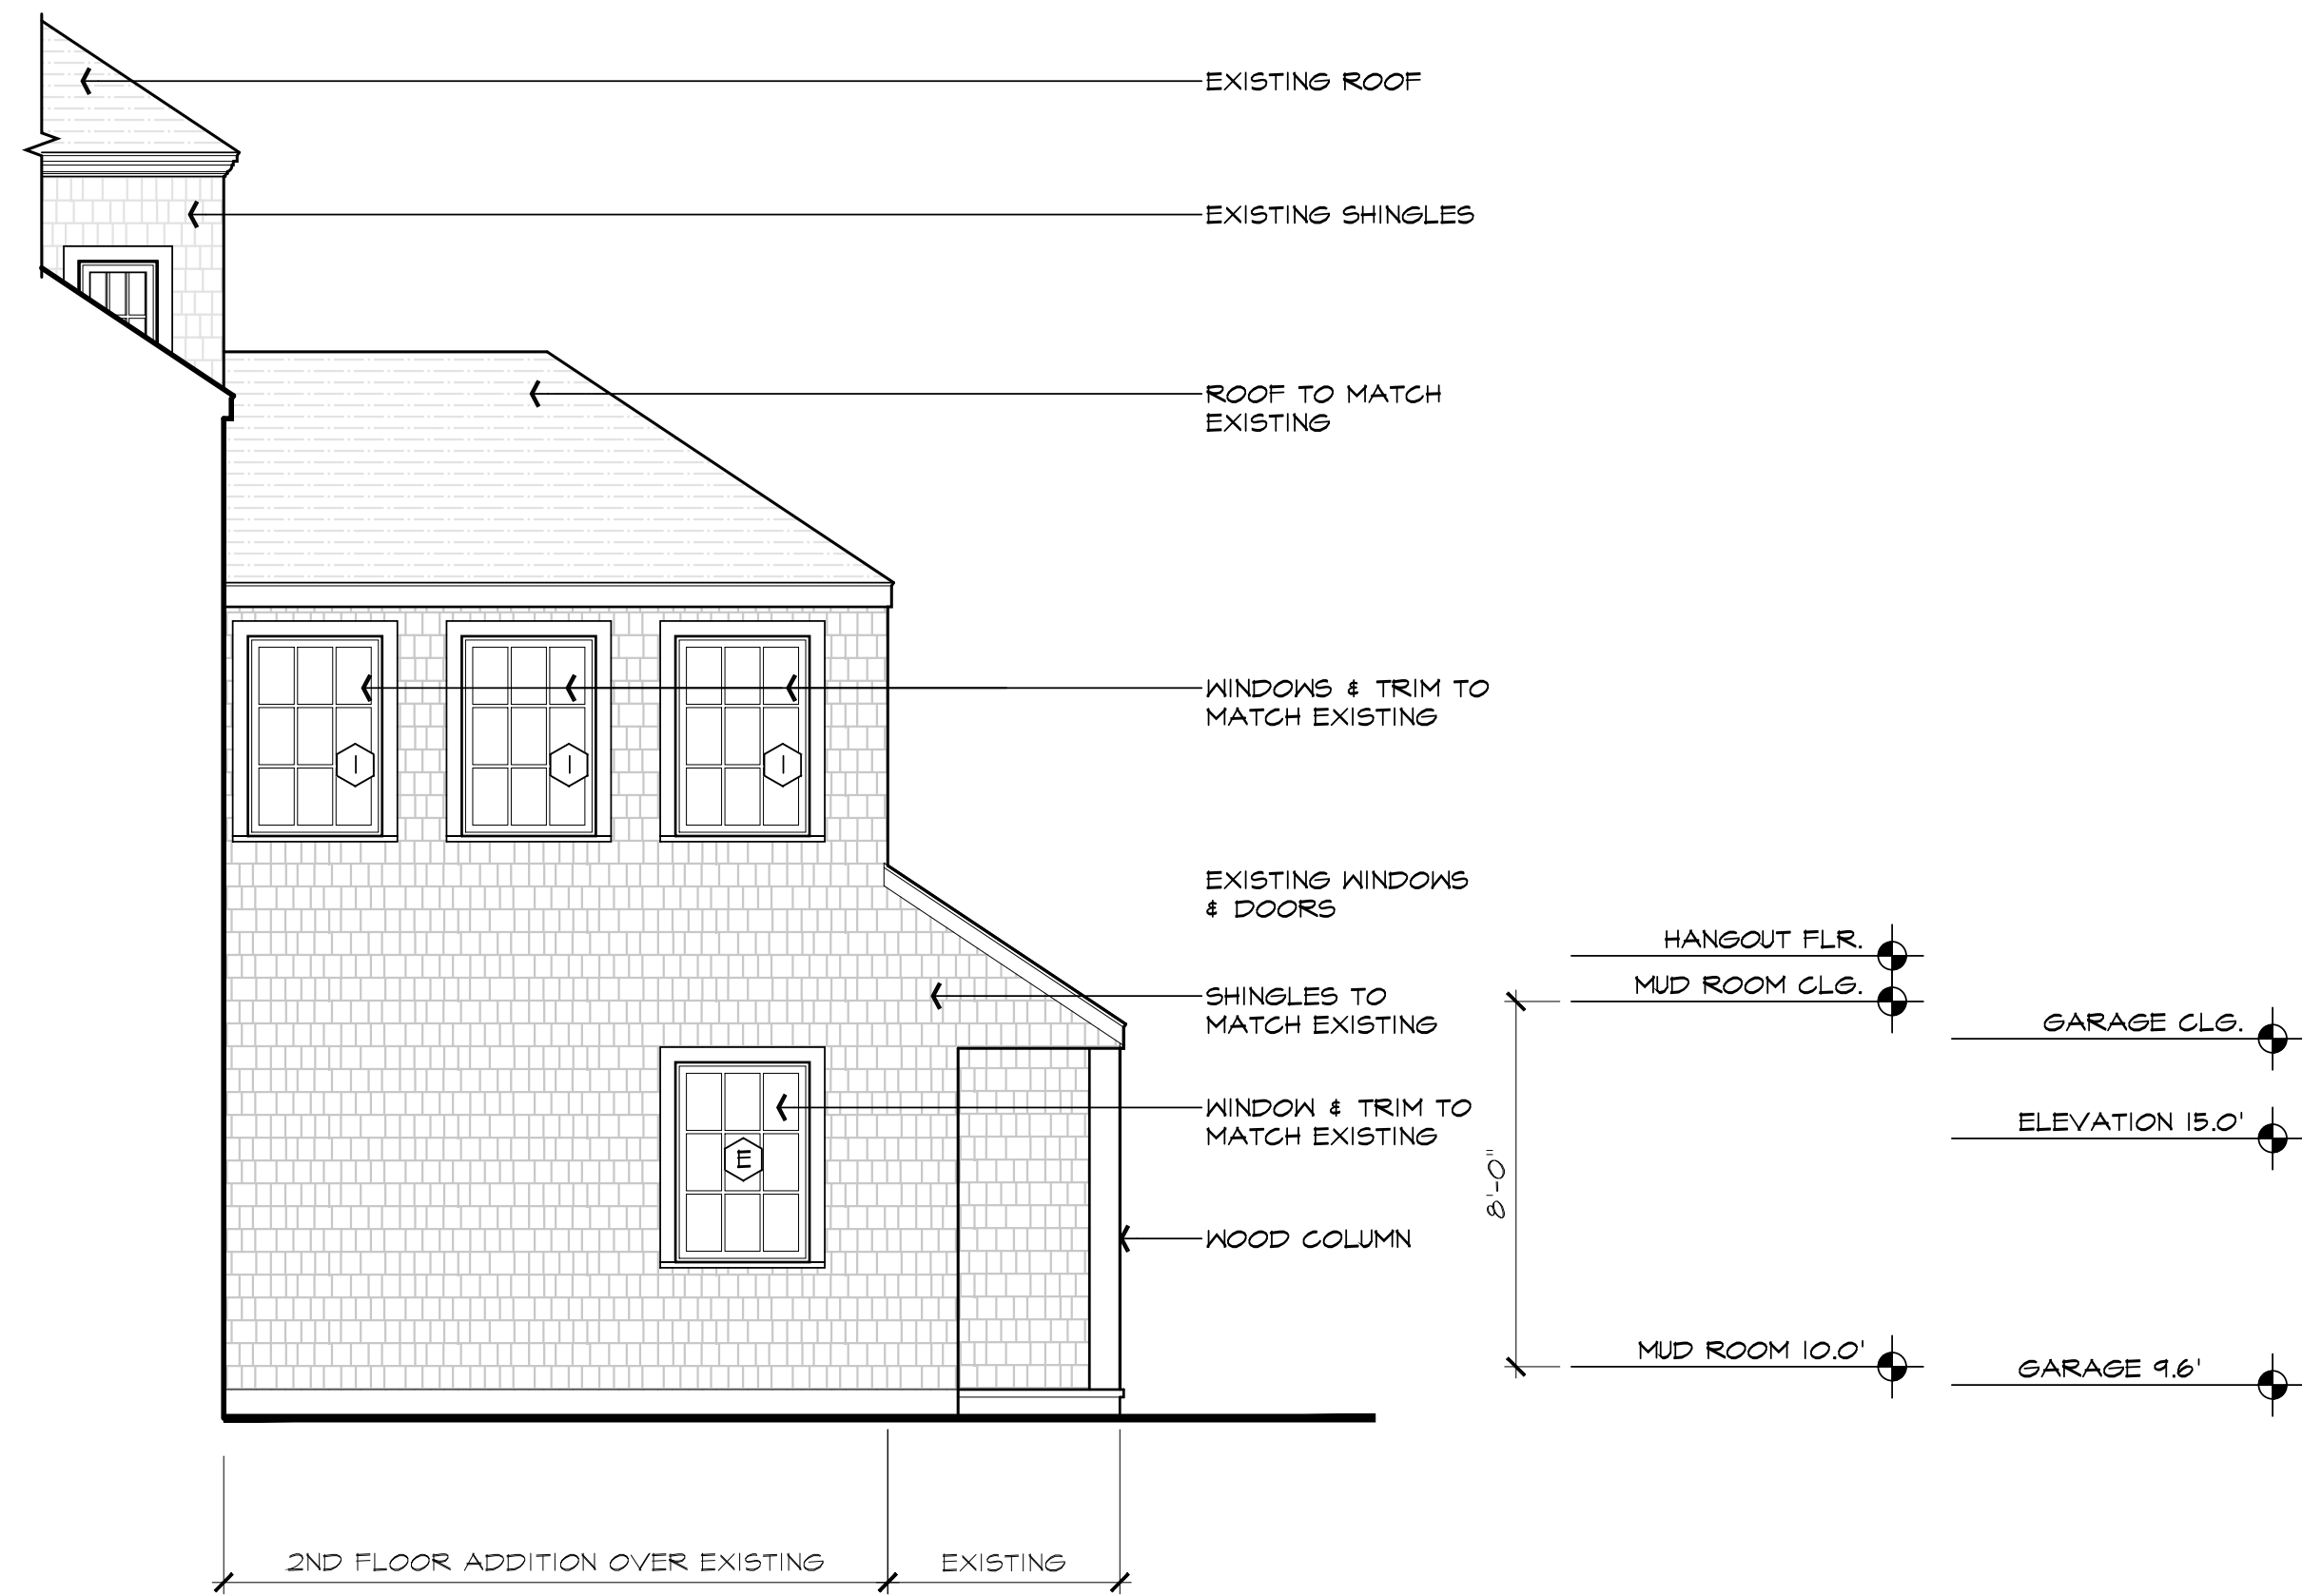 EXISTING ROOF
EXISTING SHINGLES
ROOF TO MATCH
EXISTING
WINDOWS & TRIM TO
MATCH EXISTING
I
I
I
EXISTING WINDOWS
& DOORS
HANGOUT FLR.
MUD ROOM CLG.
SHINGLES TO
MATCH EXISTING
GARAGE CLG.
WINDOW & TRIM TO
MATCH EXISTING
ELEVATION 15.0'
E
8'-0"
WOOD COLUMN
MUD ROOM 10.0'
GARAGE 9.6'
2ND FLOOR ADDITION OVER EXISTING
EXISTING